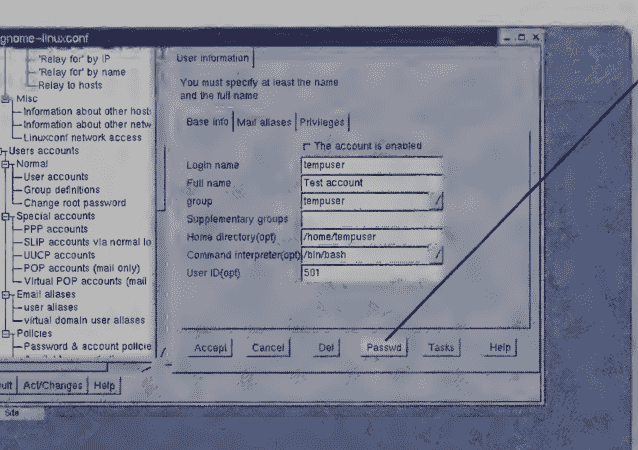 gnome-linuxconf
'Relay for' by IP
'Relay for' by name
Relay to hosts
Misc
Information about other hosts
Information about other netw
Linuxconf network access
Users accounts
Normal
User accounts
Group definitions
Change root password
Special accounts
PPP accounts
SLIP accounts via normal lo
UUCP accounts
POP accounts (mail only)
Virtual POP accounts (mail
Email aliases
user aliases
virtual domain user aliases
Policies
Password & account policie
Act/Changes Help
User information
You must specify at least the name
and the full name
Base info Mail aliases Privileges
The account is enabled
Login name tempuser
Full name Test account
group tempuser
Supplementary groups
Home directory(opt) /home/tempuser
Command interpreter(opt) /bin/bash
User ID(opt) 501
Accept Cancel Del Passwd Tasks Help